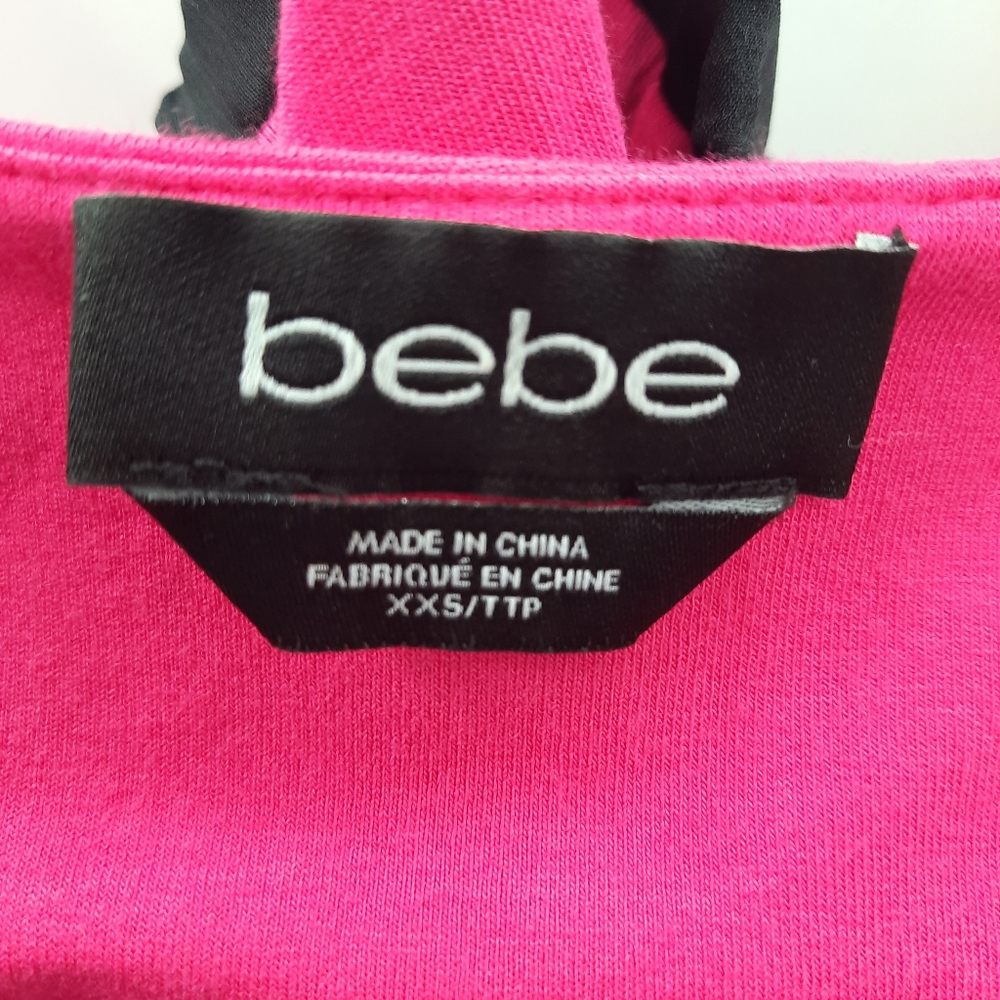 bebe
MADE IN CHINA
FABRIQUÉ EN CHINE
XXS/TTP